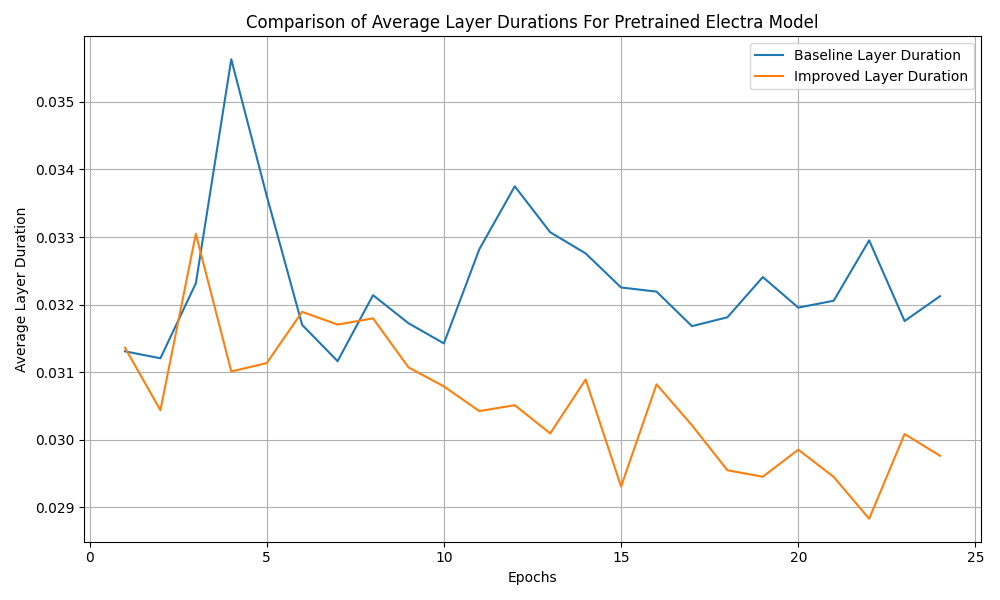 Comparison of Average Layer Durations For Pretrained Electra Model
Baseline Layer Duration
Improved Layer Duration
0.035
0.034
0.033
0.032
0.031
0.030
0.029
Average Layer Duration
0
5
10
15
20
25
Epochs